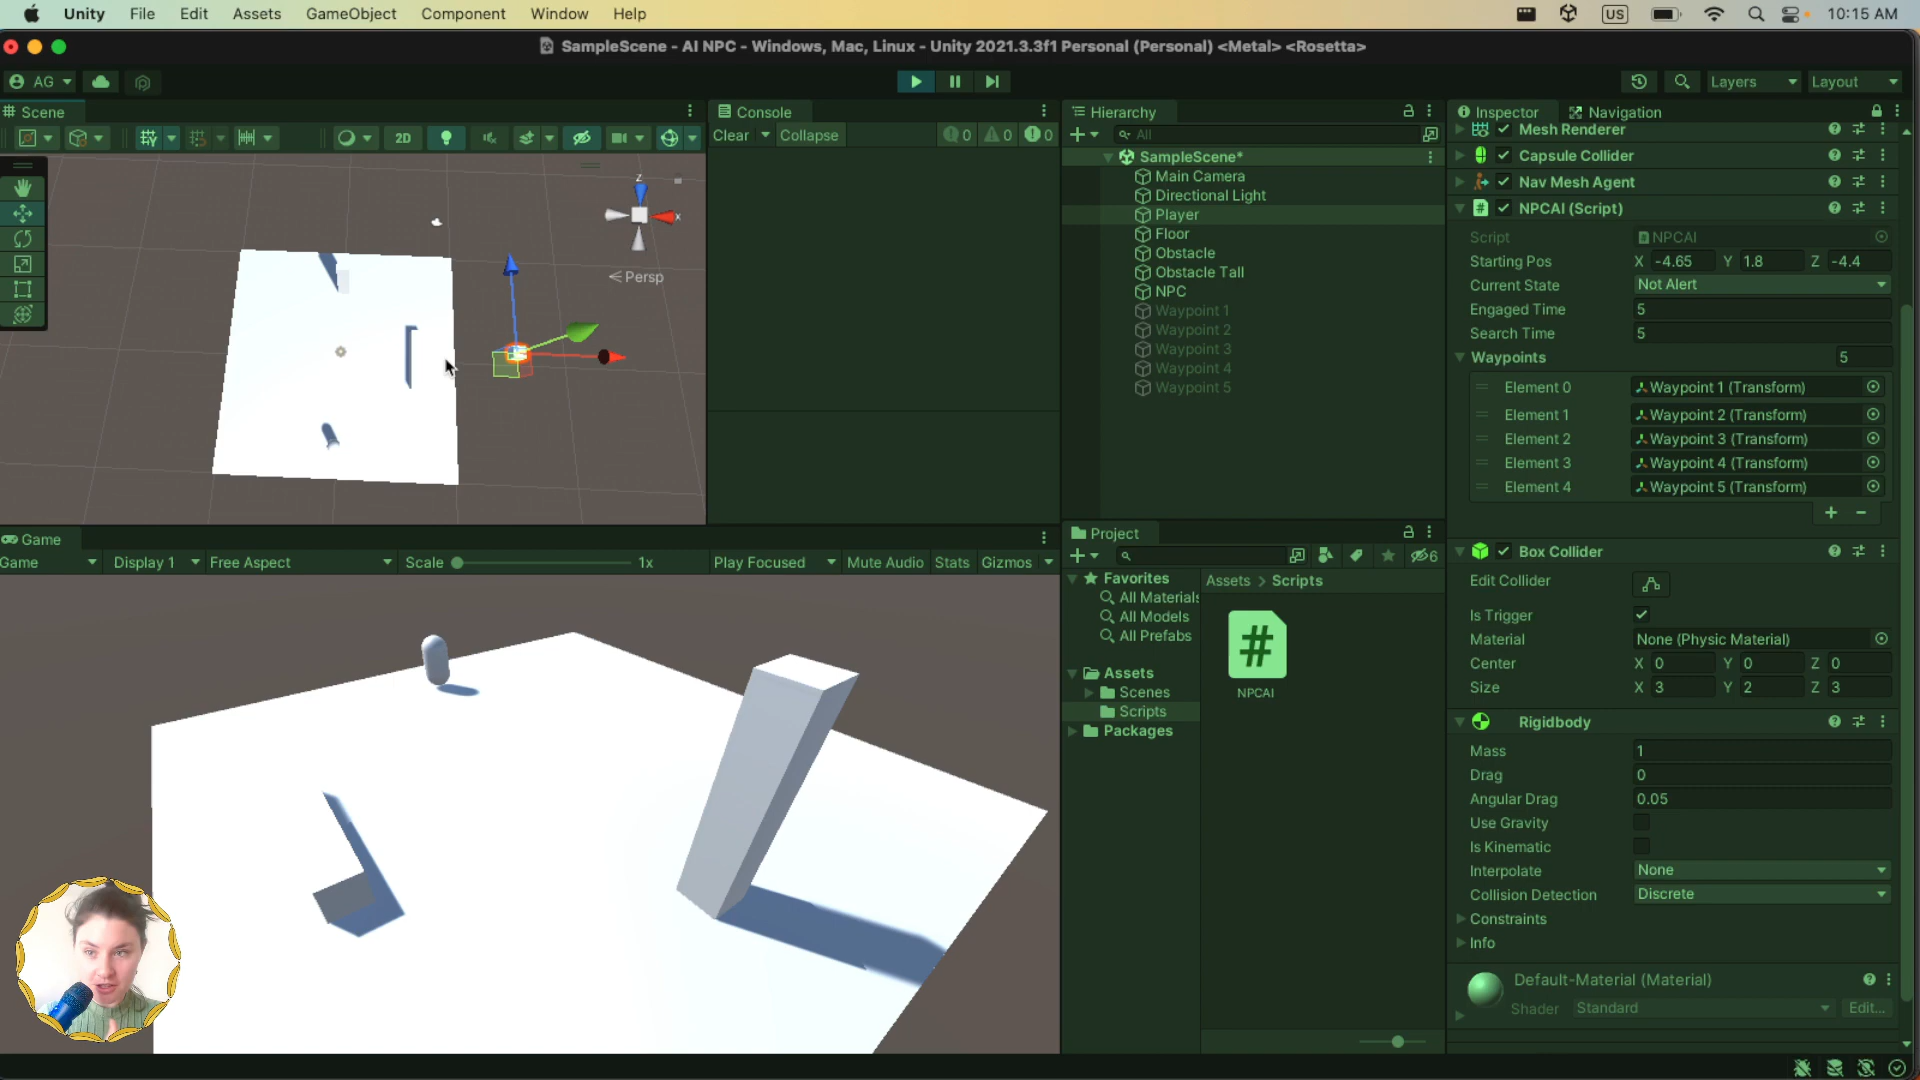 Unity File Edit Assets GameObject Component Window Help US 10:15 AM
SampleScene - AI NPC - Windows, Mac, Linux - Unity 2021.3.3f1 Personal (Personal) <Metal> <Rosetta>
AG Layers Layout
Scene
2D
z
x
Persp
Console
Clear Collapse 0 0 0
Hierarchy
All
SampleScene*
Main Camera
Directional Light
Player
Floor
Obstacle
Obstacle Tall
NPC
Waypoint 1
Waypoint 2
Waypoint 3
Waypoint 4
Waypoint 5
Inspector Navigation
Mesh Renderer
Capsule Collider
Nav Mesh Agent
# NPCAI (Script)
Script NPCAI
Starting Pos X -4.65 Y 1.8 Z -4.4
Current State Not Alert
Engaged Time 5
Search Time 5
Waypoints 5
Element 0 Waypoint 1 (Transform)
Element 1 Waypoint 2 (Transform)
Element 2 Waypoint 3 (Transform)
Element 3 Waypoint 4 (Transform)
Element 4 Waypoint 5 (Transform)
+ -
Box Collider
Edit Collider
Is Trigger
Material None (Physic Material)
Center X 0 Y 0 Z 0
Size X 3 Y 2 Z 3
Rigidbody
Mass 1
Drag 0
Angular Drag 0.05
Use Gravity
Is Kinematic
Interpolate None
Collision Detection Discrete
Constraints
Info
Default-Material (Material)
Shader Standard Edit...
Game
Game Display 1 Free Aspect Scale 1x Play Focused Mute Audio Stats Gizmos
Project
6
Favorites
All Materials
All Models
All Prefabs
Assets
Scenes
Scripts
Packages
Assets > Scripts
#
NPCAI